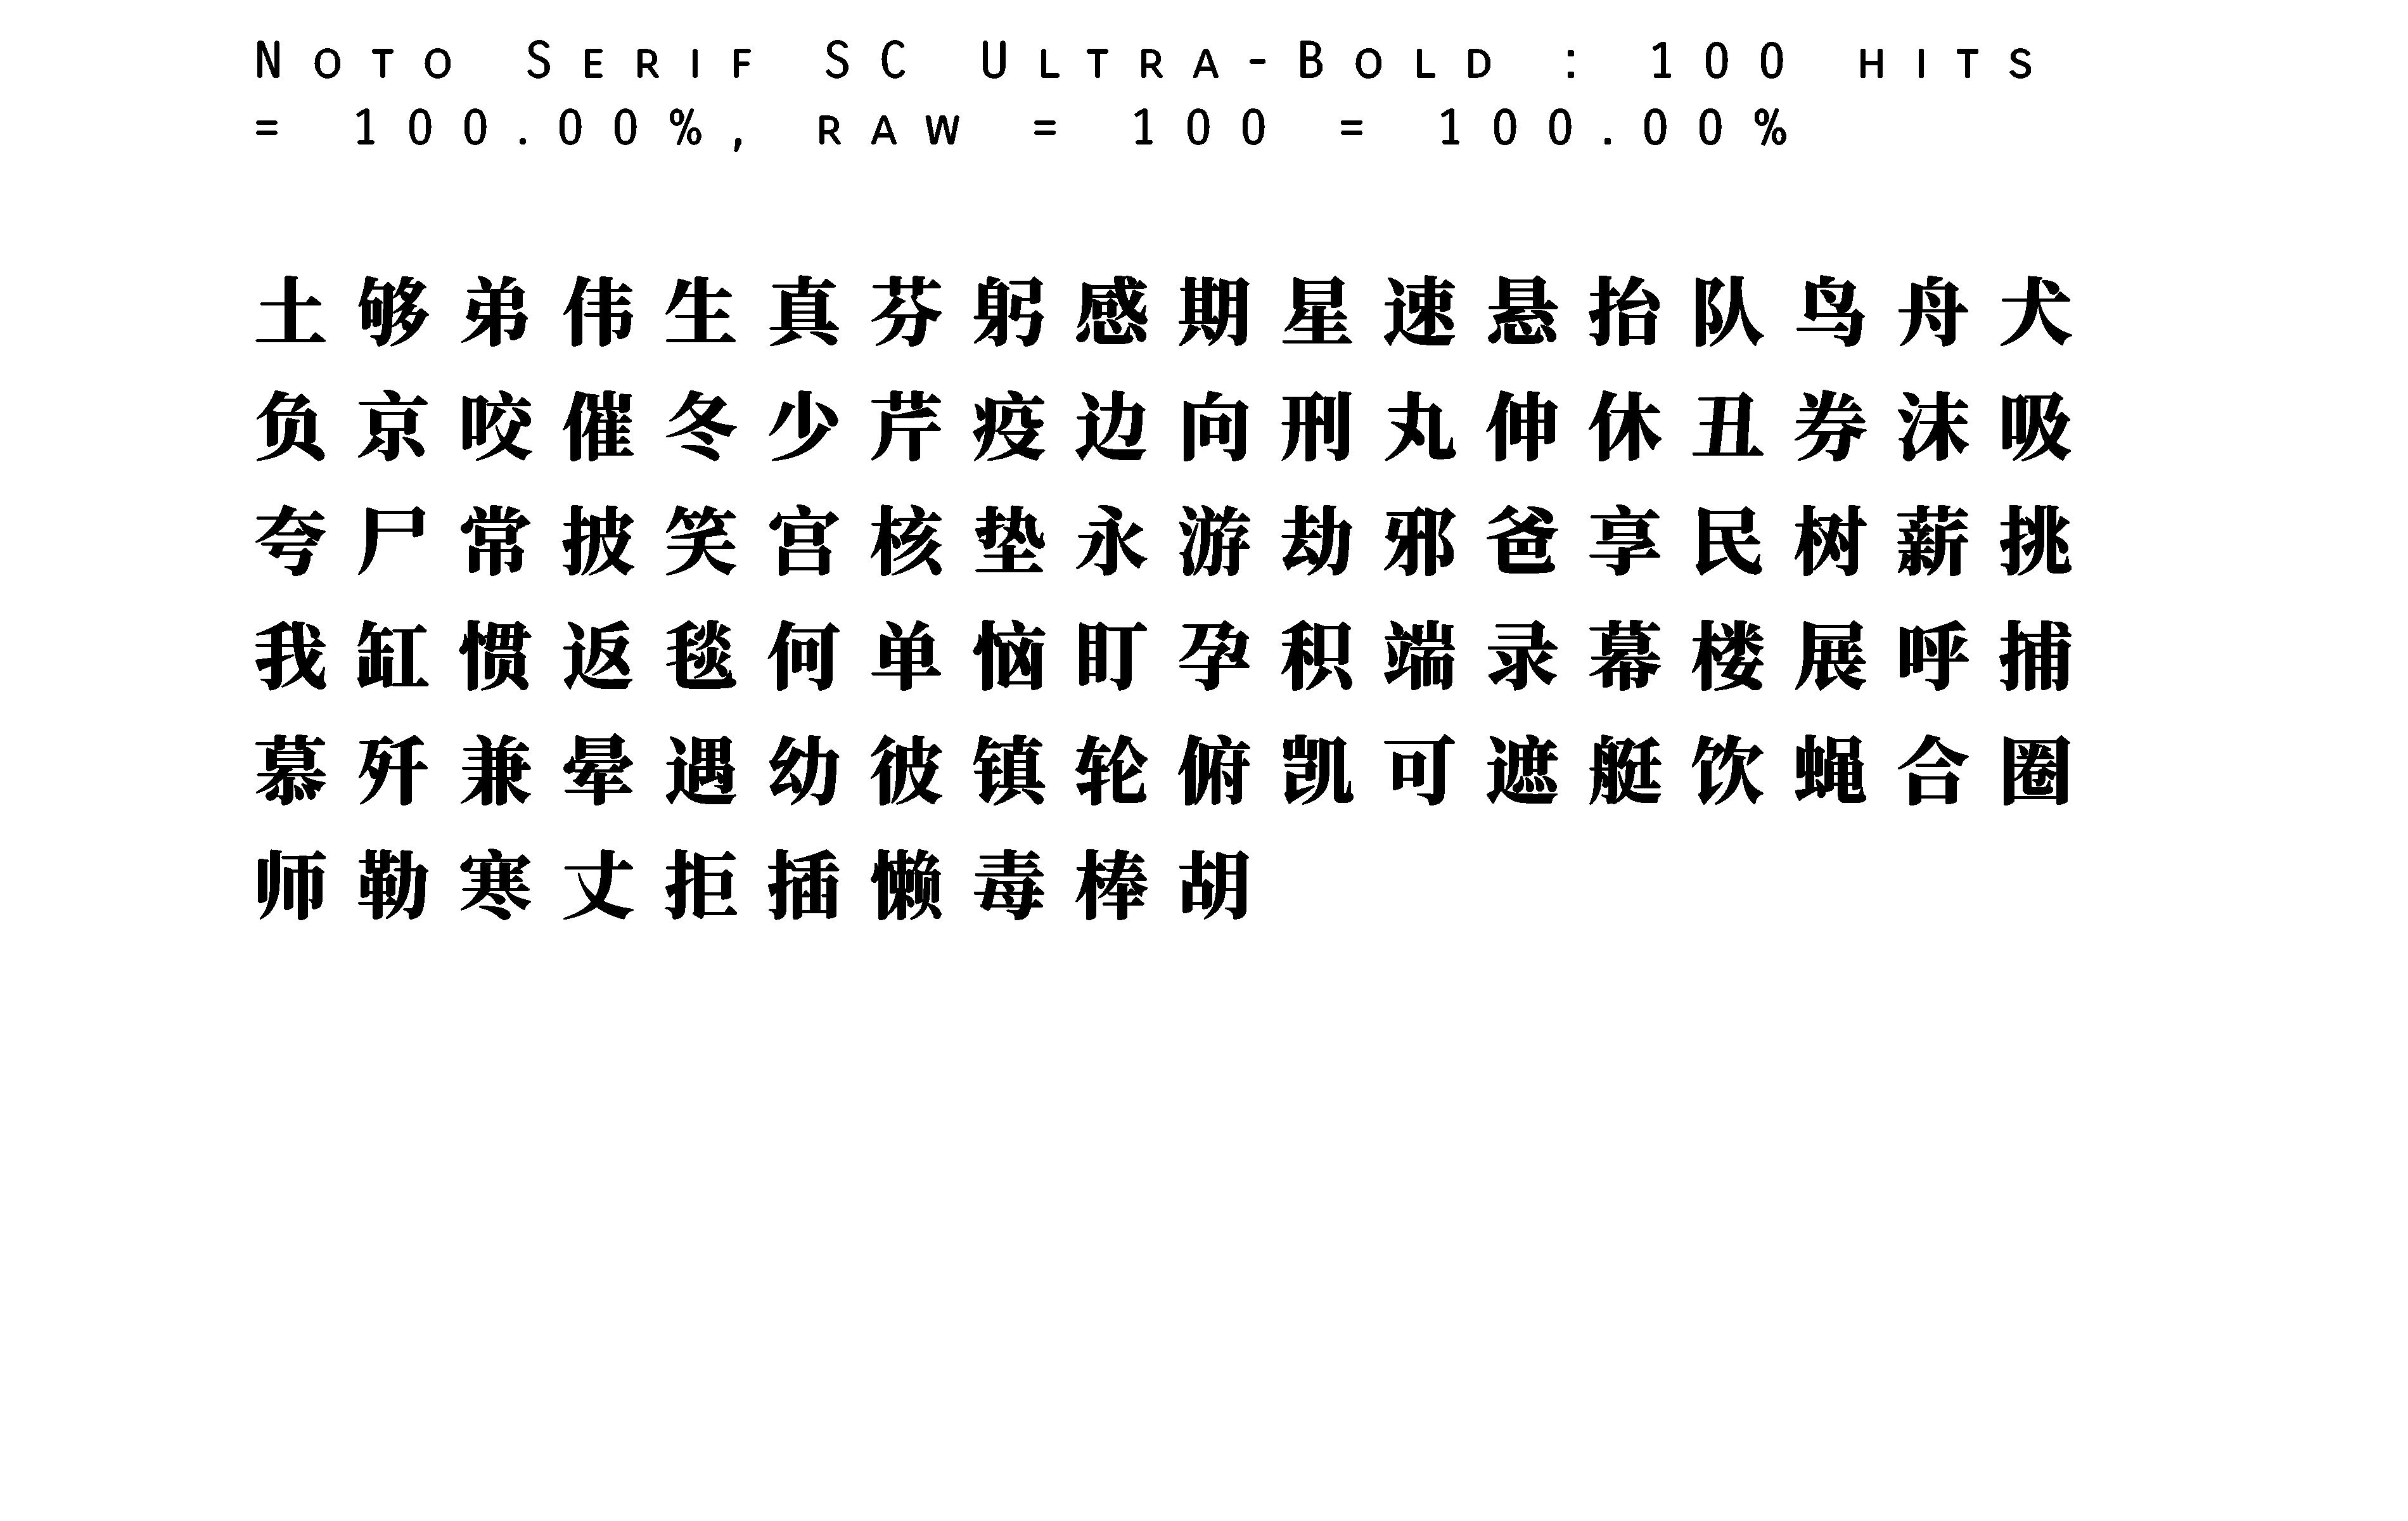 Noto Serif SC Ultra-Bold : 100 hits
= 100.00%, raw = 100 = 100.00%
土够弟伟生真芬躬感期星速悬抬队鸟舟犬
负京咬催冬少芹疫边向刑丸伸休丑券沫吸
夸尸常披笑宫核垫永游劫邪爸享民树薪挑
我缸惯返毯何单恼盯孕积端录幕楼展呼捕
慕歼兼晕遇幼彼镇轮俯凯可遮艇饮蝇合圈
师勒寒丈拒插懒毒棒胡